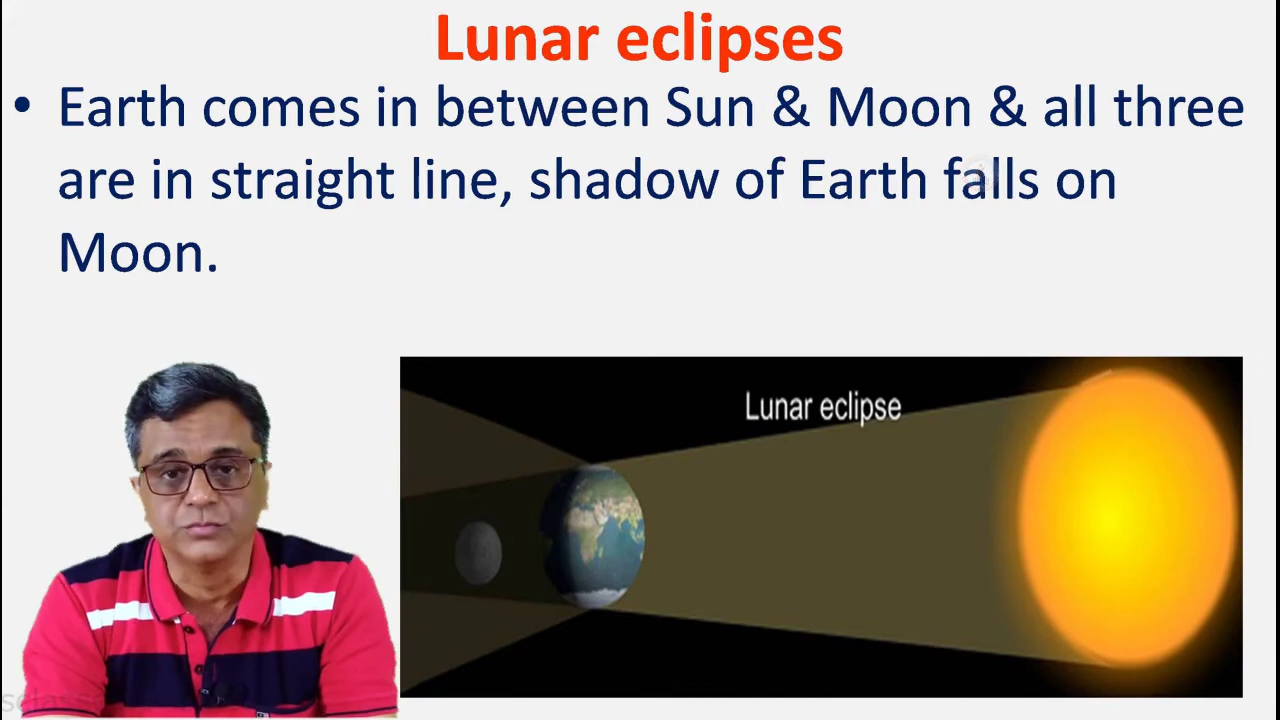 Lunar eclipses
• Earth comes in between Sun & Moon & all three
are in straight line, shadow of Earth falls on
Moon.
Lunar eclipse